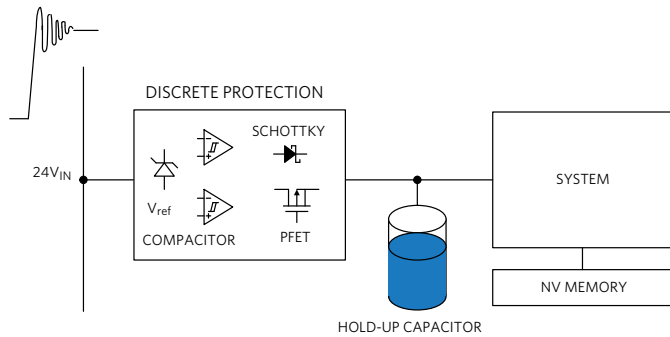 DISCRETE PROTECTION
SCHOTTKY
24VIN
Vref
COMPACITOR
PFET
SYSTEM
NV MEMORY
HOLD-UP CAPACITOR